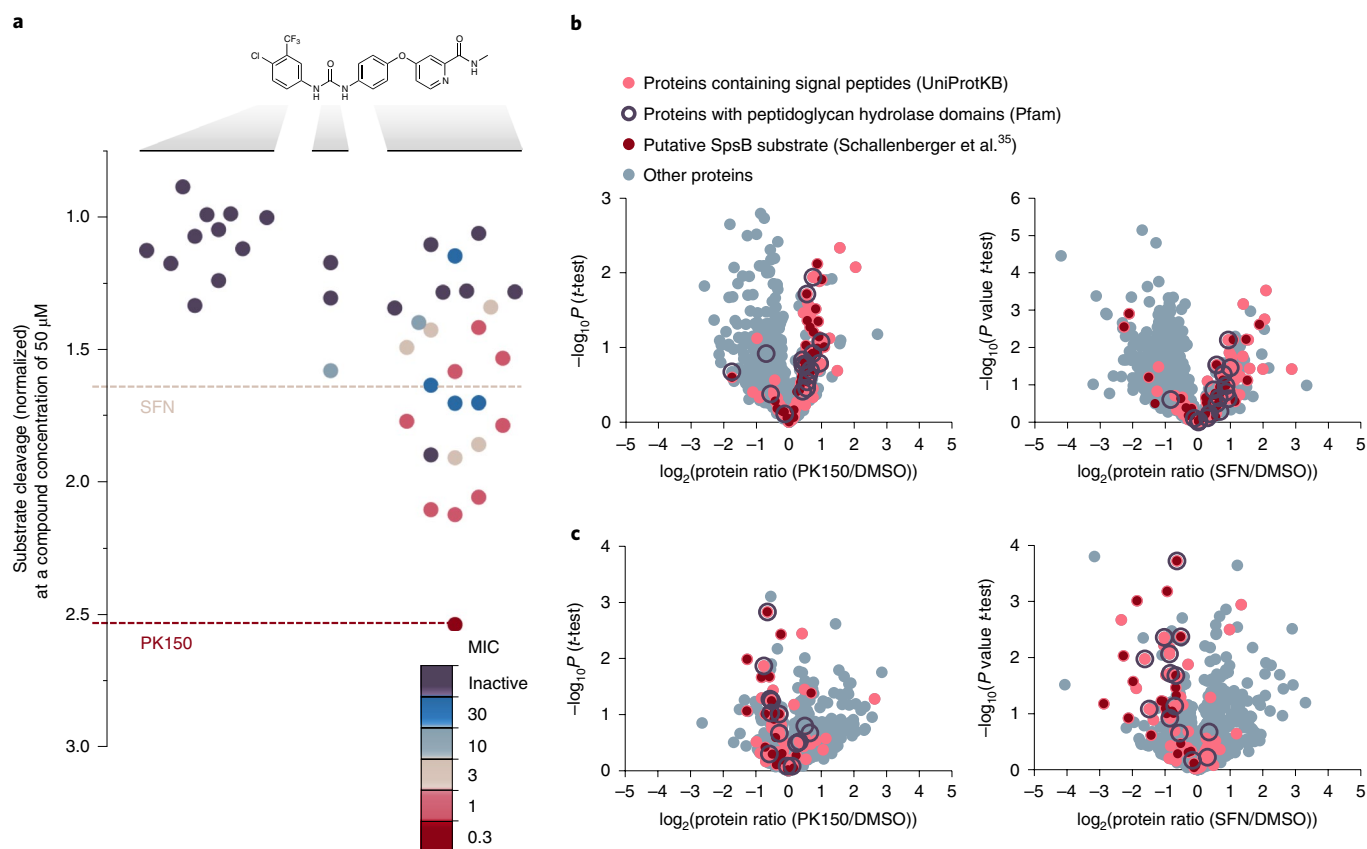 a
CF3
Cl
O
N
H
N
H
O
O
N
H
N
Substrate cleavage (normalized)
at a compound concentration of 50 μM
1.0
1.5
2.0
2.5
3.0
SFN
PK150
MIC
Inactive
30
10
3
1
0.3
b
Proteins containing signal peptides (UniProtKB)
Proteins with peptidoglycan hydrolase domains (Pfam)
Putative SpsB substrate (Schallenberger et al.35)
Other proteins
3
2
1
0
−log10P (t-test)
−5 −4 −3 −2 −1 0 1 2 3 4 5
log2(protein ratio (PK150/DMSO))
6
5
4
3
2
1
0
−log10(P value t-test)
−5 −4 −3 −2 −1 0 1 2 3 4 5
log2(protein ratio (SFN/DMSO))
c
4
3
2
1
0
−log10P (t-test)
−5 −4 −3 −2 −1 0 1 2 3 4 5
log2(protein ratio (PK150/DMSO))
4
3
2
1
0
−log10(P value t-test)
−5 −4 −3 −2 −1 0 1 2 3 4 5
log2(protein ratio (SFN/DMSO))